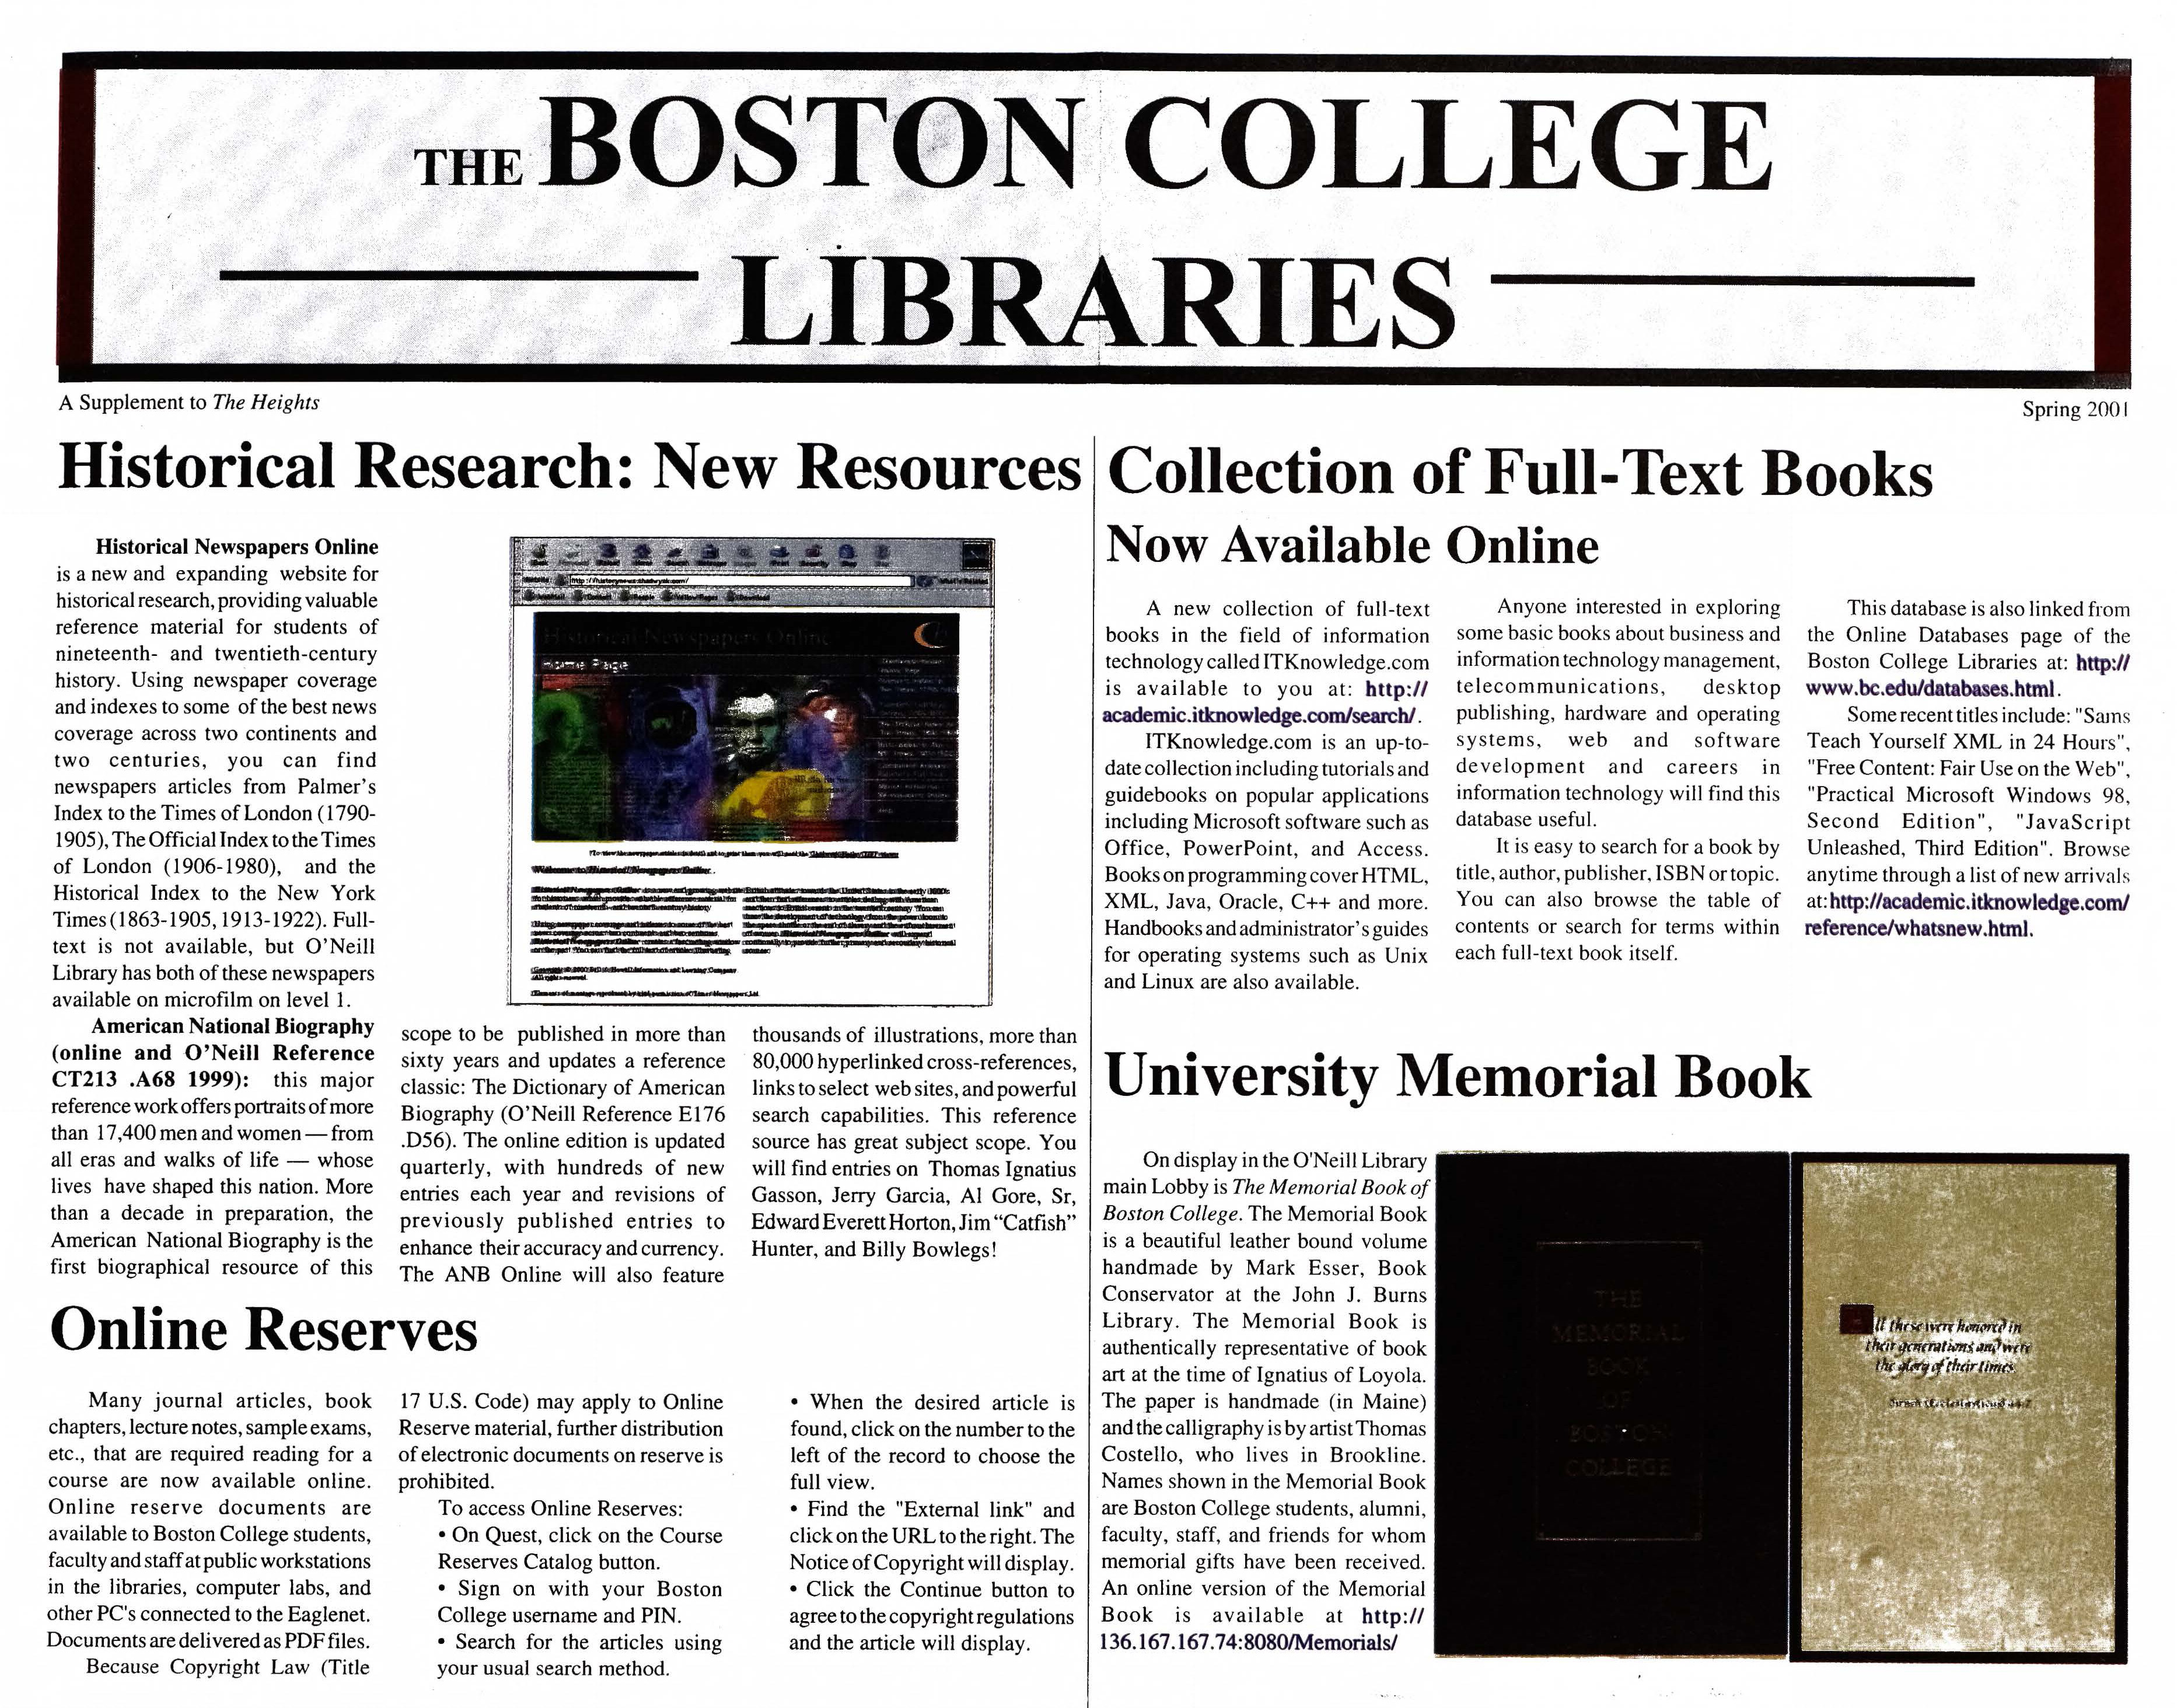 THE BOSTON COLLEGE
LIBRARIES
A Supplement to The Heights
Spring 2001
Historical Research: New Resources
Historical Newspapers Online
is a new and expanding website for
historical research, providing valuable
reference material for students of
nineteenth- and twentieth-century
history. Using newspaper coverage
and indexes to some of the best news
coverage across two continents and
two centuries, you can find
newspapers articles from Palmer's
Index to the Times of London (1790-
1905), The Official Index to the Times
of London (1906-1980), and the
Historical Index to the New York
Times (1863-1905, 1913-1922). Full-
text is not available, but O'Neill
Library has both of these newspapers
available on microfilm on level 1.
American National Biography
(online and O'Neill Reference
CT213 .A68 1999): this major
reference work offers portraits of more
than 17,400 men and women — from
all eras and walks of life — whose
lives have shaped this nation. More
than a decade in preparation, the
American National Biography is the
first biographical resource of this
Historical Newspapers Online
Home Page
scope to be published in more than
sixty years and updates a reference
classic: The Dictionary of American
Biography (O'Neill Reference E176
.D56). The online edition is updated
quarterly, with hundreds of new
entries each year and revisions of
previously published entries to
enhance their accuracy and currency.
The ANB Online will also feature
thousands of illustrations, more than
80,000 hyperlinked cross-references,
links to select web sites, and powerful
search capabilities. This reference
source has great subject scope. You
will find entries on Thomas Ignatius
Gasson, Jerry Garcia, Al Gore, Sr,
Edward Everett Horton, Jim "Catfish"
Hunter, and Billy Bowlegs!
Online Reserves
Many journal articles, book
chapters, lecture notes, sample exams,
etc., that are required reading for a
course are now available online.
Online reserve documents are
available to Boston College students,
faculty and staff at public workstations
in the libraries, computer labs, and
other PC's connected to the Eaglenet.
Documents are delivered as PDF files.
Because Copyright Law (Title
17 U.S. Code) may apply to Online
Reserve material, further distribution
of electronic documents on reserve is
prohibited.
To access Online Reserves:
• On Quest, click on the Course
Reserves Catalog button.
• Sign on with your Boston
College username and PIN.
• Search for the articles using
your usual search method.
• When the desired article is
found, click on the number to the
left of the record to choose the
full view.
• Find the "External link" and
click on the URL to the right. The
Notice of Copyright will display.
• Click the Continue button to
agree to the copyright regulations
and the article will display.
Collection of Full-Text Books
Now Available Online
A new collection of full-text
books in the field of information
technology called ITKnowledge.com
is available to you at: http://
academic.itknowledge.com/search/.
ITKnowledge.com is an up-to-
date collection including tutorials and
guidebooks on popular applications
including Microsoft software such as
Office, PowerPoint, and Access.
Books on programming cover HTML,
XML, Java, Oracle, C++ and more.
Handbooks and administrator's guides
for operating systems such as Unix
and Linux are also available.
Anyone interested in exploring
some basic books about business and
information technology management,
telecommunications, desktop
publishing, hardware and operating
systems, web and software
development and careers in
information technology will find this
database useful.
It is easy to search for a book by
title, author, publisher, ISBN or topic.
You can also browse the table of
contents or search for terms within
each full-text book itself.
This database is also linked from
the Online Databases page of the
Boston College Libraries at: http://
www.bc.edu/databases.html.
Some recent titles include: "Sams
Teach Yourself XML in 24 Hours",
"Free Content: Fair Use on the Web",
"Practical Microsoft Windows 98,
Second Edition", "JavaScript
Unleashed, Third Edition". Browse
anytime through a list of new arrivals
at:http://academic.itknowledge.com/
reference/whatsnew.html.
University Memorial Book
On display in the O'Neill Library
main Lobby is The Memorial Book of
Boston College. The Memorial Book
is a beautiful leather bound volume
handmade by Mark Esser, Book
Conservator at the John J. Burns
Library. The Memorial Book is
authentically representative of book
art at the time of Ignatius of Loyola.
The paper is handmade (in Maine)
and the calligraphy is by artist Thomas
Costello, who lives in Brookline.
Names shown in the Memorial Book
are Boston College students, alumni,
faculty, staff, and friends for whom
memorial gifts have been received.
An online version of the Memorial
Book is available at http://
136.167.167.74:8080/Memorials/
THE
MEMORIAL
BOOK
OF
BOSTON
COLLEGE
ll these were honored in
their generations and were
the glory of their times